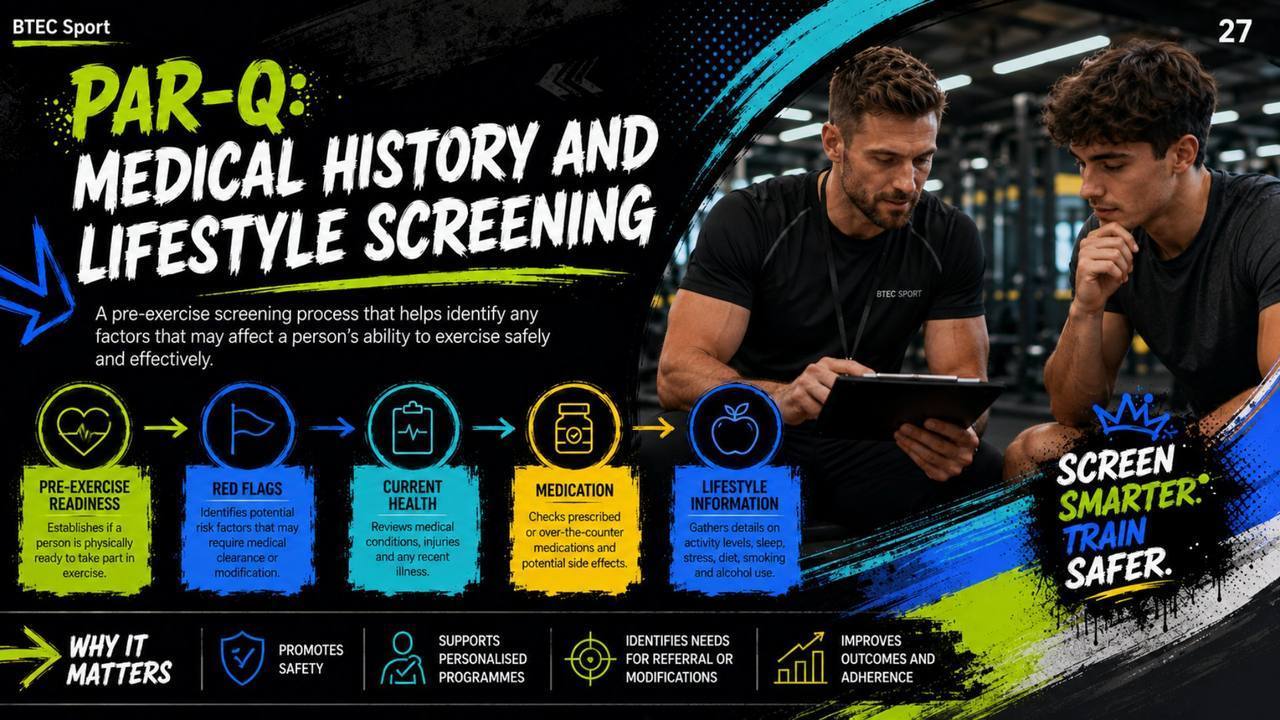 BTEC Sport
27
PAR-Q:
MEDICAL HISTORY AND
LIFESTYLE SCREENING
A pre-exercise screening process that helps identify any
factors that may affect a person's ability to exercise safely
and effectively.
PRE-EXERCISE
READINESS
Establishes if a
person is physically
ready to take part in
exercise.
RED FLAGS
Identifies potential
risk factors that may
require medical
clearance or
modification.
CURRENT
HEALTH
Reviews medical
conditions, injuries
and any recent
illness.
MEDICATION
Checks prescribed
or over-the-counter
medications and
potential side effects.
LIFESTYLE
INFORMATION
Gathers details on
activity levels, sleep,
stress, diet, smoking
and alcohol use.
BTEC SPORT
SCREEN
SMARTER.
TRAIN
SAFER.
WHY IT
MATTERS
PROMOTES
SAFETY
SUPPORTS
PERSONALISED
PROGRAMMES
IDENTIFIES NEEDS
FOR REFERRAL OR
MODIFICATIONS
IMPROVES
OUTCOMES AND
ADHERENCE